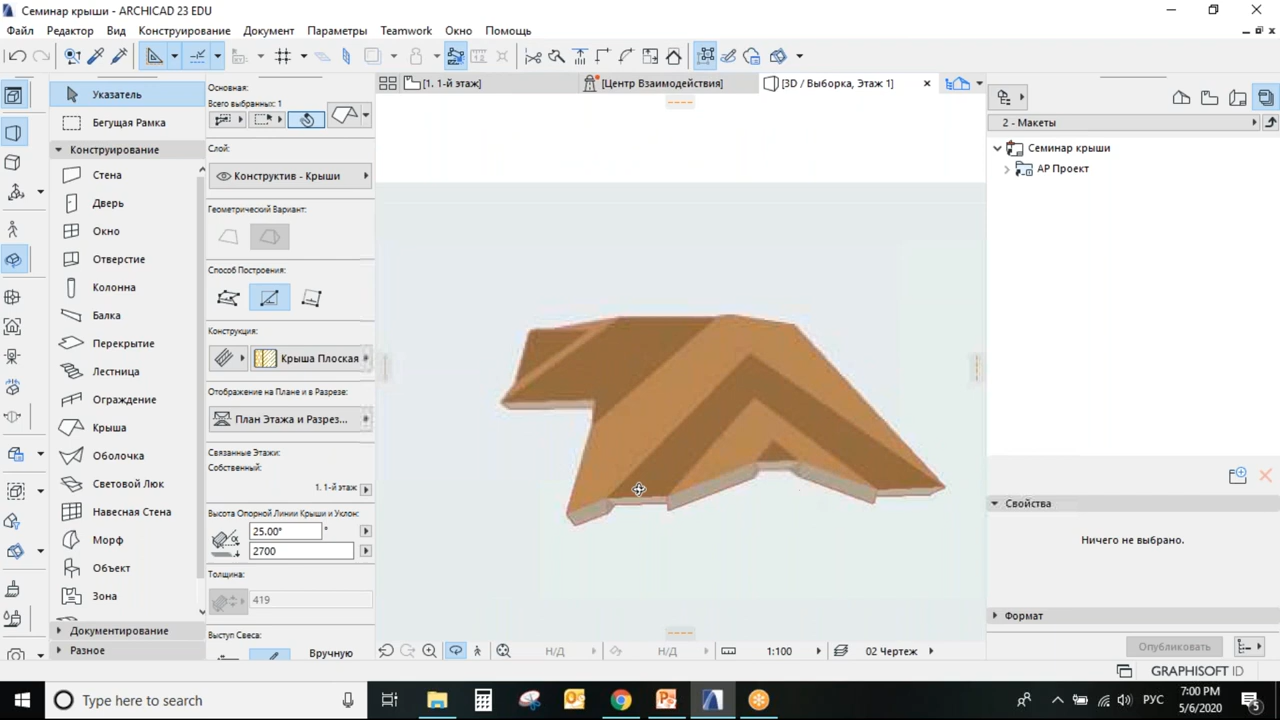 Семинар крыши - ARCHICAD 23 EDU
Файл Редактор Вид Конструирование Документ Параметры Teamwork Окно Помощь
[1. 1-й этаж]
[Центр Взаимодействия]
[3D / Выборка, Этаж 1]
Указатель
Бегущая Рамка
Конструирование
Стена
Дверь
Окно
Отверстие
Колонна
Балка
Перекрытие
Лестница
Ограждение
Крыша
Оболочка
Световой Люк
Навесная Стена
Морф
Объект
Зона
Документирование
Разное
Основная:
Всего выбранных: 1
Слой:
Конструктив - Крыши
Геометрический Вариант:
Способ Построения:
Конструкция:
Крыша Плоская
Отображение на Плане и в Разрезе:
План Этажа и Разрез...
Связанные Этажи:
Собственный:
1. 1-й этаж
Высота Опорной Линии Крыши и Уклон:
25.00° °
2700
Толщина:
419
Выступ Свеса:
Вручную
Н/Д
Н/Д
1:100
02 Чертеж
2 - Макеты
Семинар крыши
АР Проект
Свойства
Ничего не выбрано.
Формат
Опубликовать
GRAPHISOFT ID
Type here to search
РУС
7:00 PM
5/6/2020
5